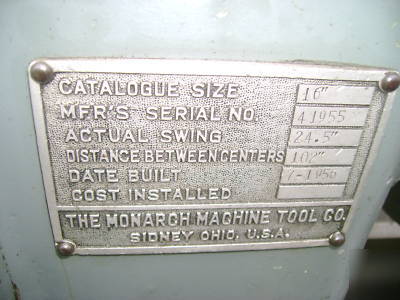 CATALOGUE SIZE 16"
MFR'S SERIAL NO. 41955
ACTUAL SWING 24.5"
DISTANCE BETWEEN CENTERS 102"
DATE BUILT 7-1956
COST INSTALLED
THE MONARCH MACHINE TOOL CO.
SIDNEY OHIO, U.S.A.